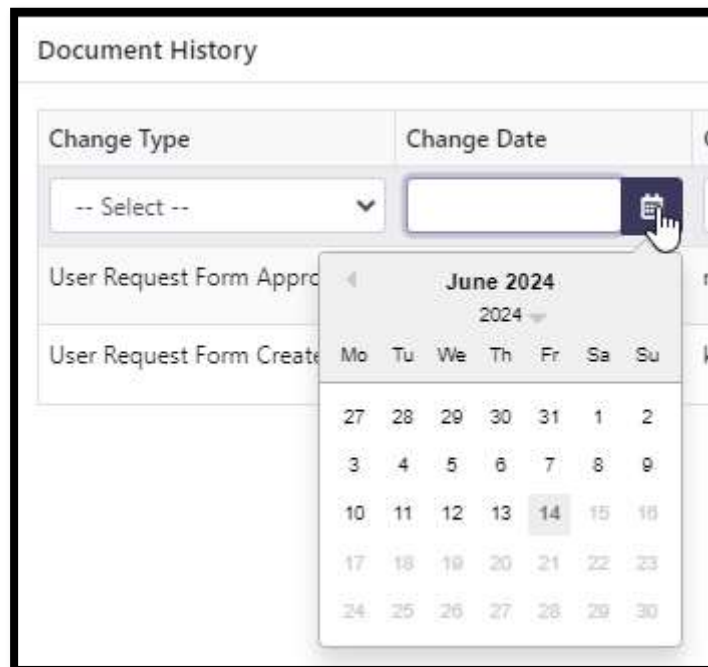 Document History
Change Type Change Date
-- Select --
User Request Form Appro
User Request Form Create
June 2024
2024
Mo Tu We Th Fr Sa Su
27 28 29 30 31 1 2
3 4 5 6 7 8 9
10 11 12 13 14 15 16
17 18 19 20 21 22 23
24 25 26 27 28 29 30